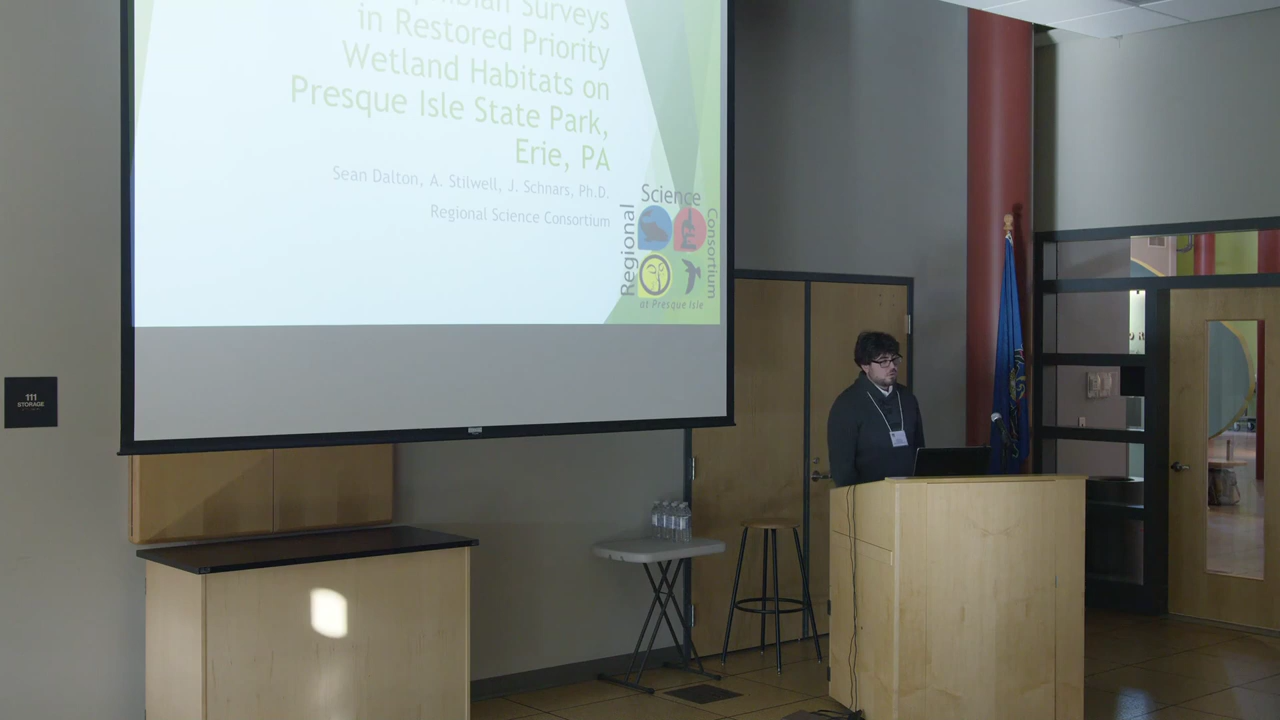 Surveys
in Restored Priority
Wetland Habitats on
Presque Isle State Park,
Erie, PA
Sean Dalton, A. Stilwell, J. Schnars, Ph.D.
Regional Science Consortium
Science
Regional
Consortium
at Presque Isle
111
STORAGE